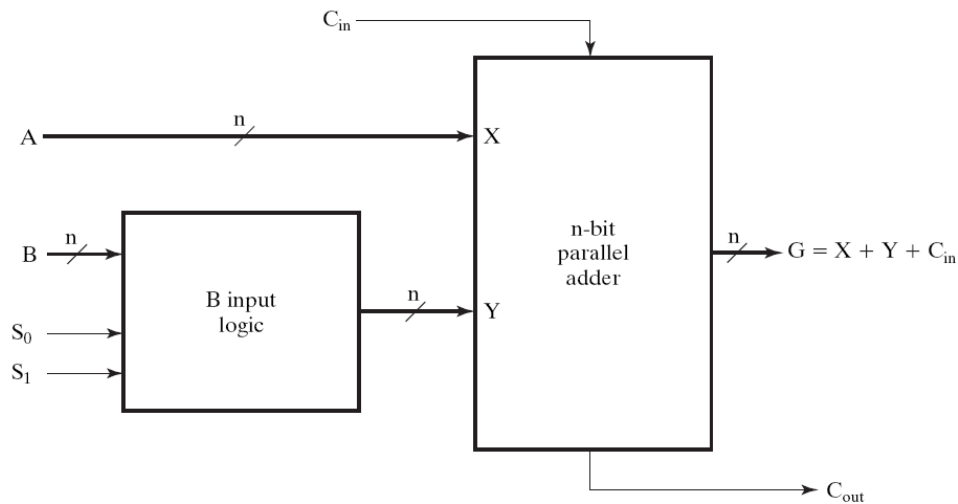 C_in
n
A
X
n
B
n-bit
parallel
adder
n
G = X + Y + C_in
B input
logic
n
Y
S_0
S_1
C_out